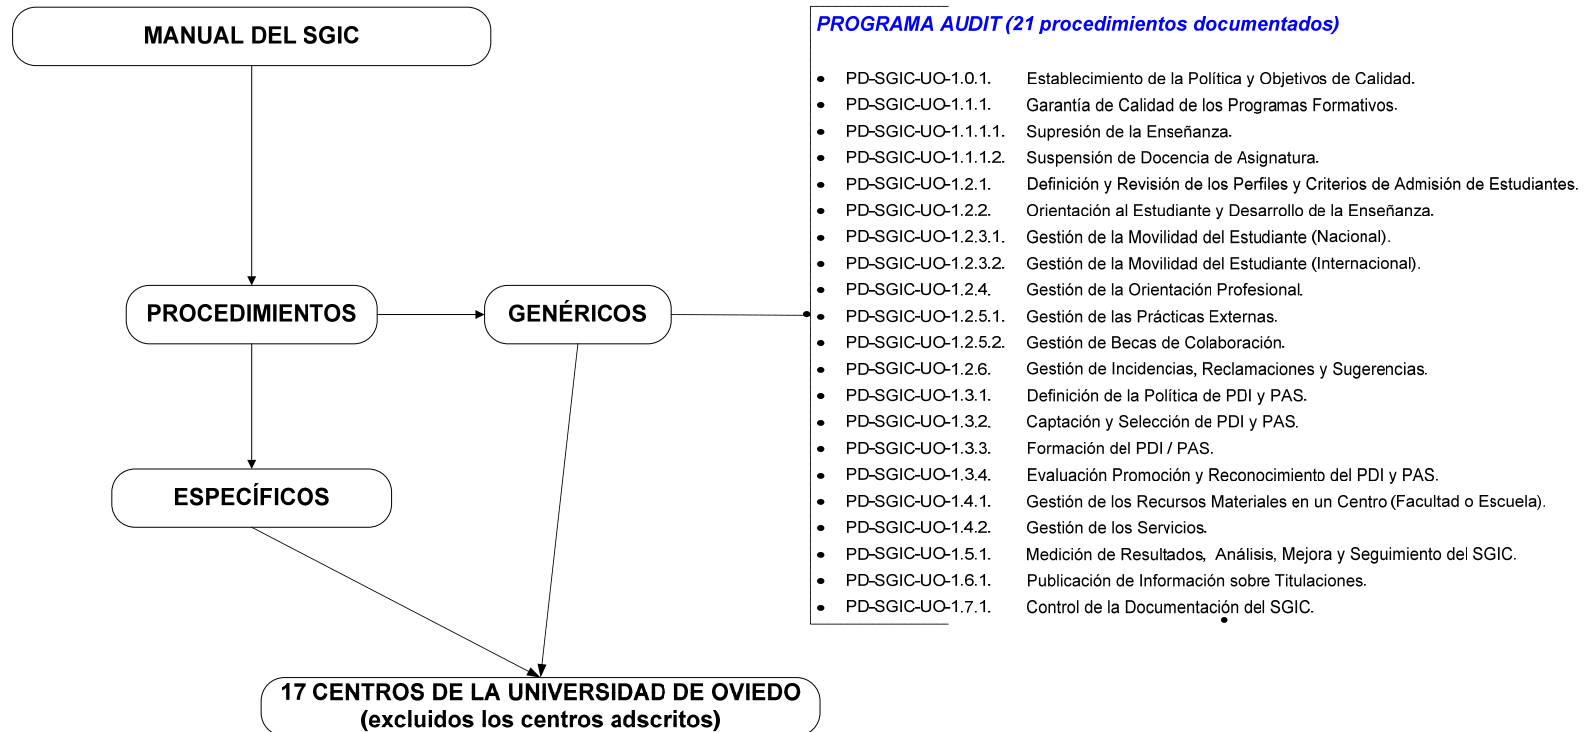 MANUAL DEL SGIC
PROCEDIMIENTOS
GENÉRICOS
ESPECÍFICOS
17 CENTROS DE LA UNIVERSIDAD DE OVIEDO
(excluidos los centros adscritos)
PROGRAMA AUDIT (21 procedimientos documentados)
• PD-SGIC-UO-1.0.1. Establecimiento de la Política y Objetivos de Calidad.
• PD-SGIC-UO-1.1.1. Garantía de Calidad de los Programas Formativos.
• PD-SGIC-UO-1.1.1.1. Supresión de la Enseñanza.
• PD-SGIC-UO-1.1.1.2. Suspensión de Docencia de Asignatura.
• PD-SGIC-UO-1.2.1. Definición y Revisión de los Perfiles y Criterios de Admisión de Estudiantes.
• PD-SGIC-UO-1.2.2. Orientación al Estudiante y Desarrollo de la Enseñanza.
• PD-SGIC-UO-1.2.3.1. Gestión de la Movilidad del Estudiante (Nacional).
• PD-SGIC-UO-1.2.3.2. Gestión de la Movilidad del Estudiante (Internacional).
• PD-SGIC-UO-1.2.4. Gestión de la Orientación Profesional.
• PD-SGIC-UO-1.2.5.1. Gestión de las Prácticas Externas.
• PD-SGIC-UO-1.2.5.2. Gestión de Becas de Colaboración.
• PD-SGIC-UO-1.2.6. Gestión de Incidencias, Reclamaciones y Sugerencias.
• PD-SGIC-UO-1.3.1. Definición de la Política de PDI y PAS.
• PD-SGIC-UO-1.3.2. Captación y Selección de PDI y PAS.
• PD-SGIC-UO-1.3.3. Formación del PDI / PAS.
• PD-SGIC-UO-1.3.4. Evaluación Promoción y Reconocimiento del PDI y PAS.
• PD-SGIC-UO-1.4.1. Gestión de los Recursos Materiales en un Centro (Facultad o Escuela).
• PD-SGIC-UO-1.4.2. Gestión de los Servicios.
• PD-SGIC-UO-1.5.1. Medición de Resultados, Análisis, Mejora y Seguimiento del SGIC.
• PD-SGIC-UO-1.6.1. Publicación de Información sobre Titulaciones.
• PD-SGIC-UO-1.7.1. Control de la Documentación del SGIC.